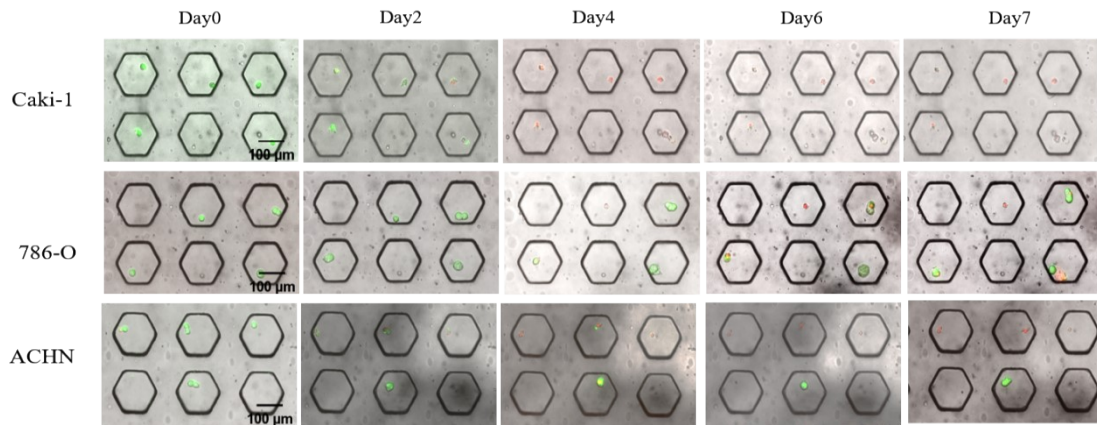 Day0 Day2 Day4 Day6 Day7
Caki-1
100 µm
786-O
100 µm
ACHN
100 µm